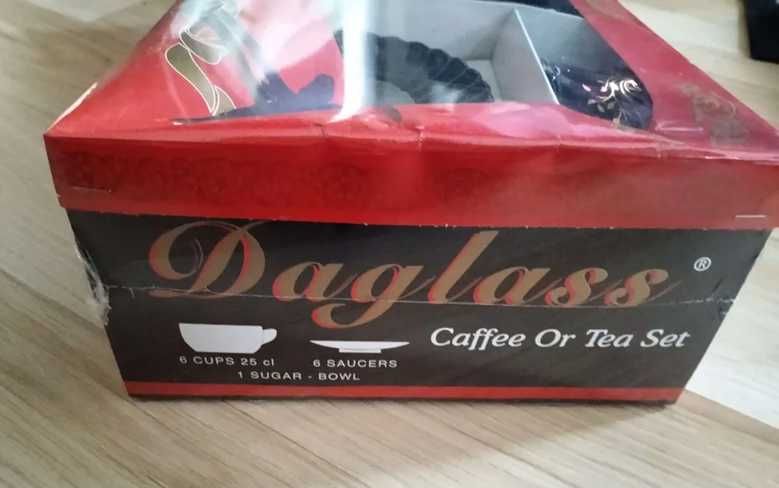 Daglass ®
Caffee Or Tea Set
6 CUPS 25 cl
6 SAUCERS
1 SUGAR - BOWL